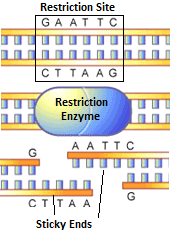 Restriction Site
G A A T T C
C T T A A G
Restriction
Enzyme
A A T T C
G
C T T A A
G
Sticky Ends